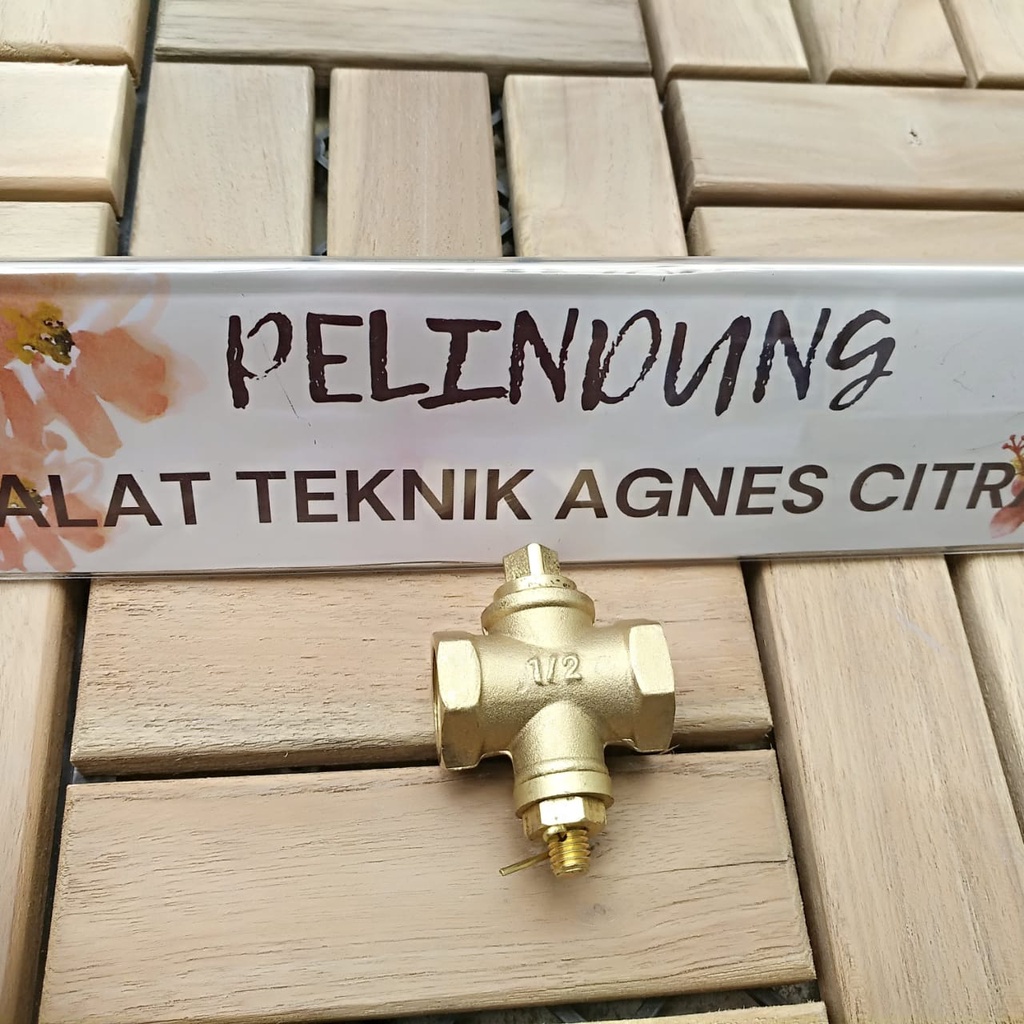 PELINDUNG
ALAT TEKNIK AGNES CITR
1/2